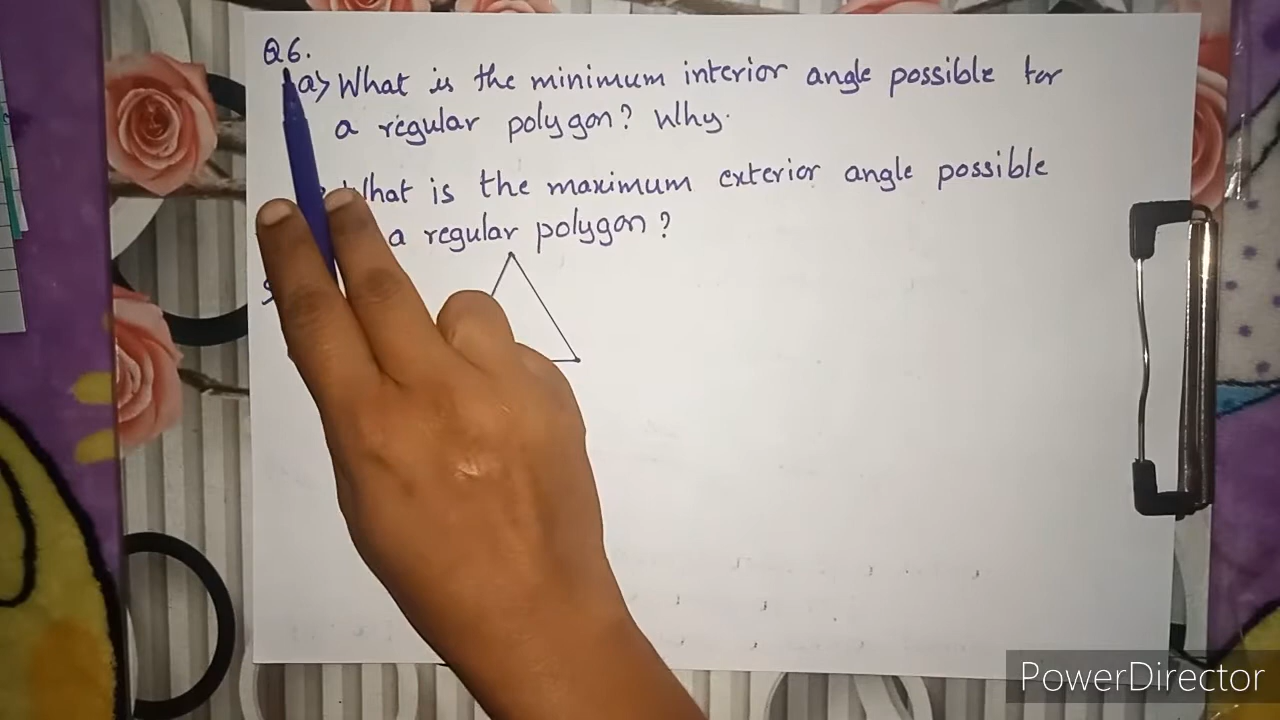 Q6.
a) What is the minimum interior angle possible for
a regular polygon? Why.
What is the maximum exterior angle possible
a regular polygon?
PowerDirector